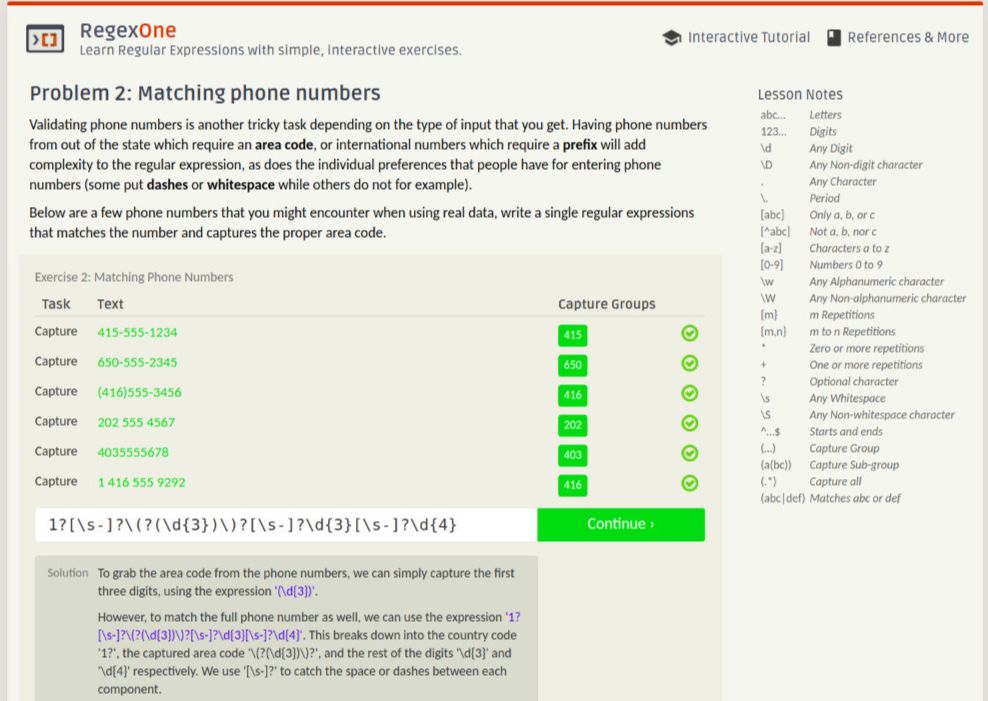 RegexOne
Learn Regular Expressions with simple, interactive exercises.
Interactive Tutorial
References & More
Problem 2: Matching phone numbers
Validating phone numbers is another tricky task depending on the type of input that you get. Having phone numbers
from out of the state which require an area code, or international numbers which require a prefix will add
complexity to the regular expression, as does the individual preferences that people have for entering phone
numbers (some put dashes or whitespace while others do not for example).
Below are a few phone numbers that you might encounter when using real data, write a single regular expressions
that matches the number and captures the proper area code.
Exercise 2: Matching Phone Numbers
Task Text Capture Groups
Capture 415-555-1234 415
Capture 650-555-2345 650
Capture (416)555-3456 416
Capture 202 555 4567 202
Capture 4035555678 403
Capture 1 416 555 9292 416
1?[\s-]?\(?(\d{3})\)?[\s-]?\d{3}[\s-]?\d{4}
Continue ›
Solution To grab the area code from the phone numbers, we can simply capture the first
three digits, using the expression '(\d{3})'.
However, to match the full phone number as well, we can use the expression '1?
[\s-]?\(?(\d{3})\)?[\s-]?\d{3}[\s-]?\d{4}'. This breaks down into the country code
'1?', the captured area code '\(?(\d{3})\)?', and the rest of the digits '\d{3}' and
'\d{4}' respectively. We use '[\s-]?' to catch the space or dashes between each
component.
Lesson Notes
abc… Letters
123… Digits
\d Any Digit
\D Any Non-digit character
. Any Character
\. Period
[abc] Only a, b, or c
[^abc] Not a, b, nor c
[a-z] Characters a to z
[0-9] Numbers 0 to 9
\w Any Alphanumeric character
\W Any Non-alphanumeric character
{m} m Repetitions
{m,n} m to n Repetitions
* Zero or more repetitions
+ One or more repetitions
? Optional character
\s Any Whitespace
\S Any Non-whitespace character
^…$ Starts and ends
(…) Capture Group
(a(bc)) Capture Sub-group
(.*) Capture all
(abc|def) Matches abc or def